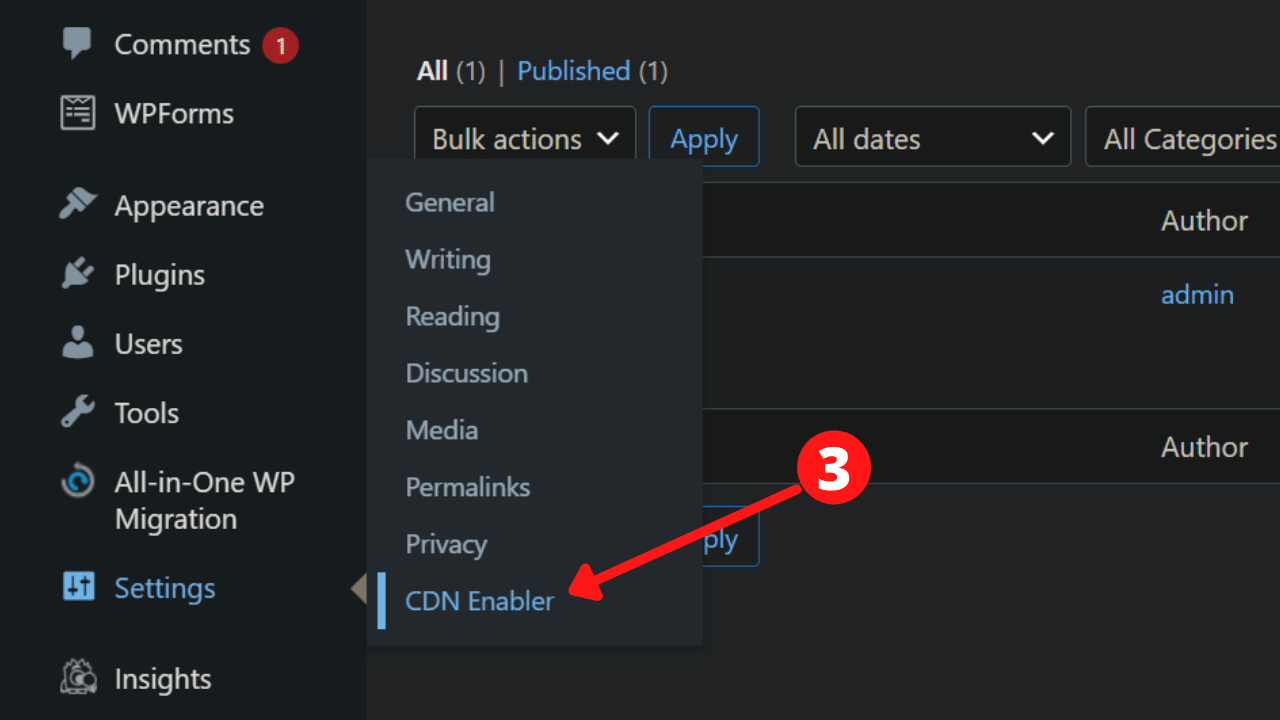 Comments 1
WPForms
Appearance
Plugins
Users
Tools
All-in-One WP
Migration
Settings
Insights
All (1) | Published (1)
Bulk actions Apply All dates All Categories
General
Writing
Reading
Discussion
Media
Permalinks
Privacy
CDN Enabler
Author
admin
Author
3
ply